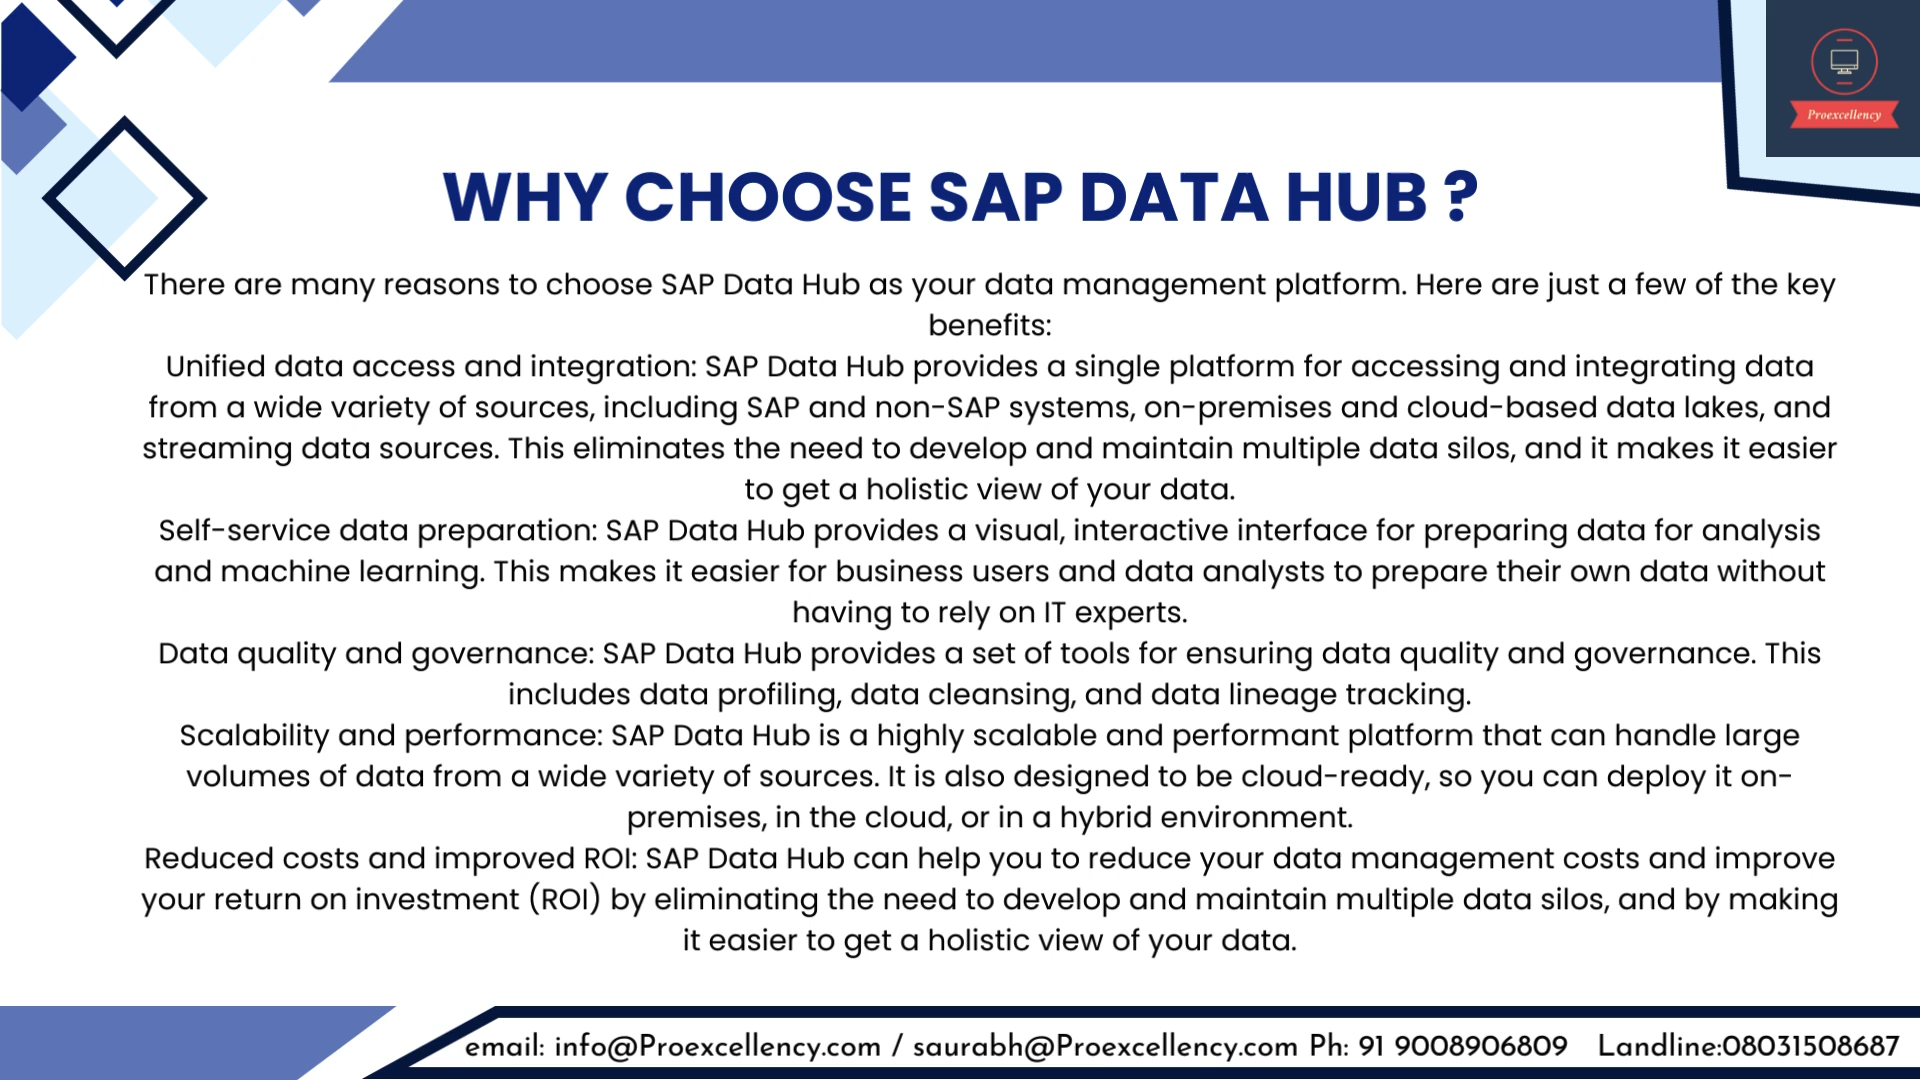 Proexcellency
WHY CHOOSE SAP DATA HUB ?
There are many reasons to choose SAP Data Hub as your data management platform. Here are just a few of the key
benefits:
Unified data access and integration: SAP Data Hub provides a single platform for accessing and integrating data
from a wide variety of sources, including SAP and non-SAP systems, on-premises and cloud-based data lakes, and
streaming data sources. This eliminates the need to develop and maintain multiple data silos, and it makes it easier
to get a holistic view of your data.
Self-service data preparation: SAP Data Hub provides a visual, interactive interface for preparing data for analysis
and machine learning. This makes it easier for business users and data analysts to prepare their own data without
having to rely on IT experts.
Data quality and governance: SAP Data Hub provides a set of tools for ensuring data quality and governance. This
includes data profiling, data cleansing, and data lineage tracking.
Scalability and performance: SAP Data Hub is a highly scalable and performant platform that can handle large
volumes of data from a wide variety of sources. It is also designed to be cloud-ready, so you can deploy it on-
premises, in the cloud, or in a hybrid environment.
Reduced costs and improved ROI: SAP Data Hub can help you to reduce your data management costs and improve
your return on investment (ROI) by eliminating the need to develop and maintain multiple data silos, and by making
it easier to get a holistic view of your data.
email: info@Proexcellency.com / saurabh@Proexcellency.com Ph: 91 9008906809 Landline:08031508687